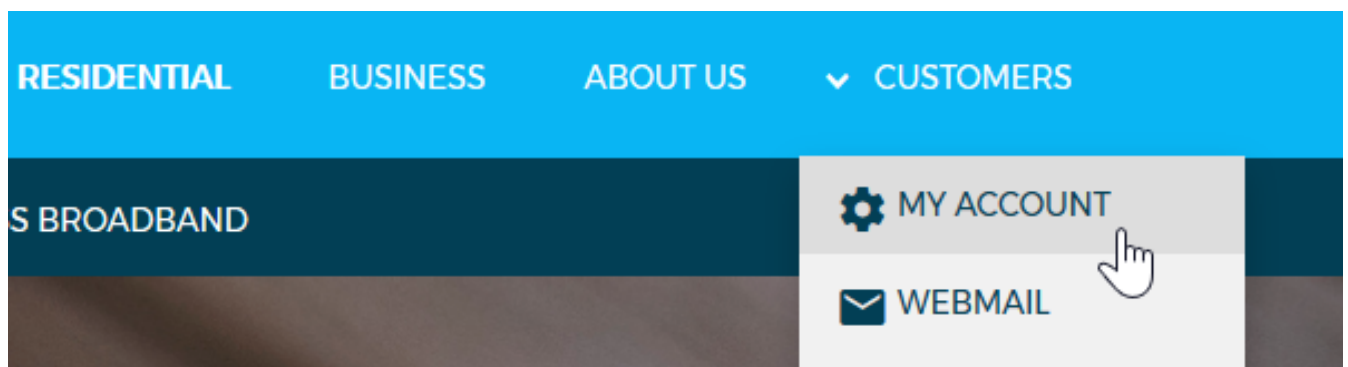 RESIDENTIAL BUSINESS ABOUT US CUSTOMERS
S BROADBAND
MY ACCOUNT
WEBMAIL